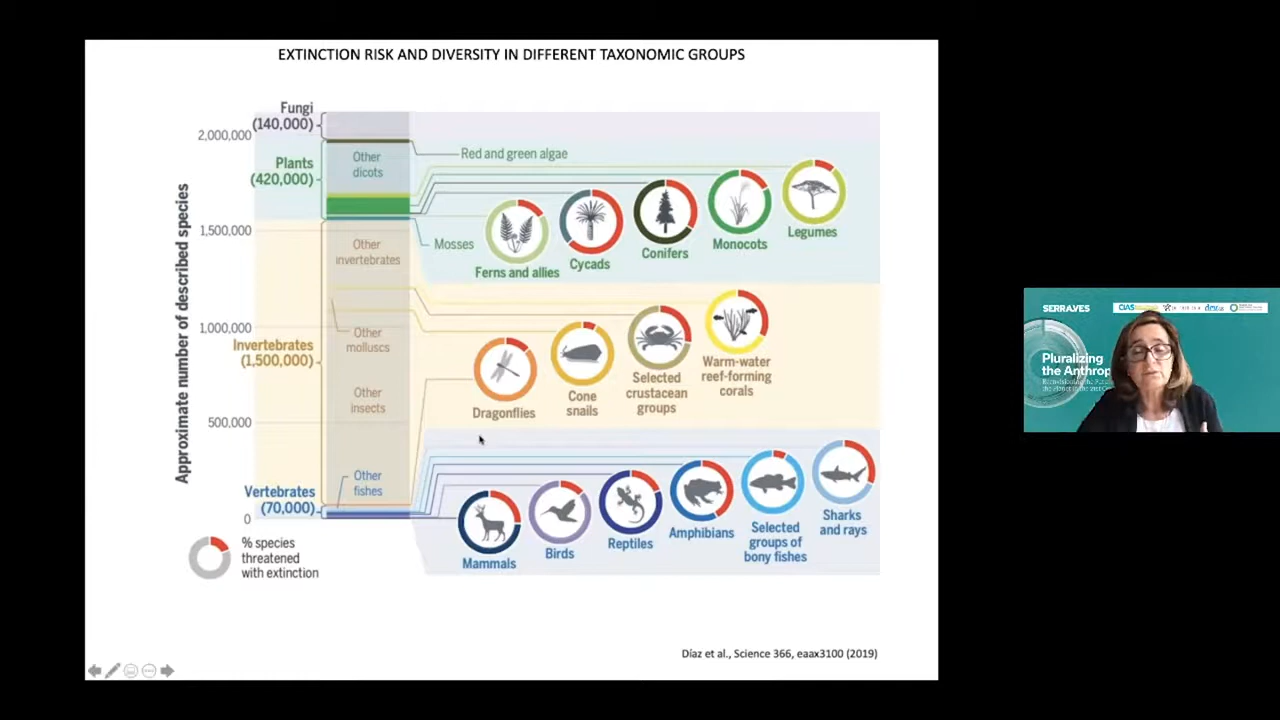 EXTINCTION RISK AND DIVERSITY IN DIFFERENT TAXONOMIC GROUPS
Approximate number of described species
Fungi
(140,000)
2,000,000
Plants
(420,000)
1,500,000
1,000,000
Invertebrates
(1,500,000)
500,000
Vertebrates
(70,000)
0
Other
dicots
Other
invertebrates
Other
molluscs
Other
insects
Other
fishes
Red and green algae
Mosses
Ferns and allies
Cycads
Conifers
Monocots
Legumes
Dragonflies
Cone
snails
Selected
crustacean
groups
Warm-water
reef-forming
corals
Mammals
Birds
Reptiles
Amphibians
Selected
groups of
bony fishes
Sharks
and rays
% species
threatened
with extinction
Díaz et al., Science 366, eaax3100 (2019)
SERRALVES
CIAS
Pluralizing
the Anthrop